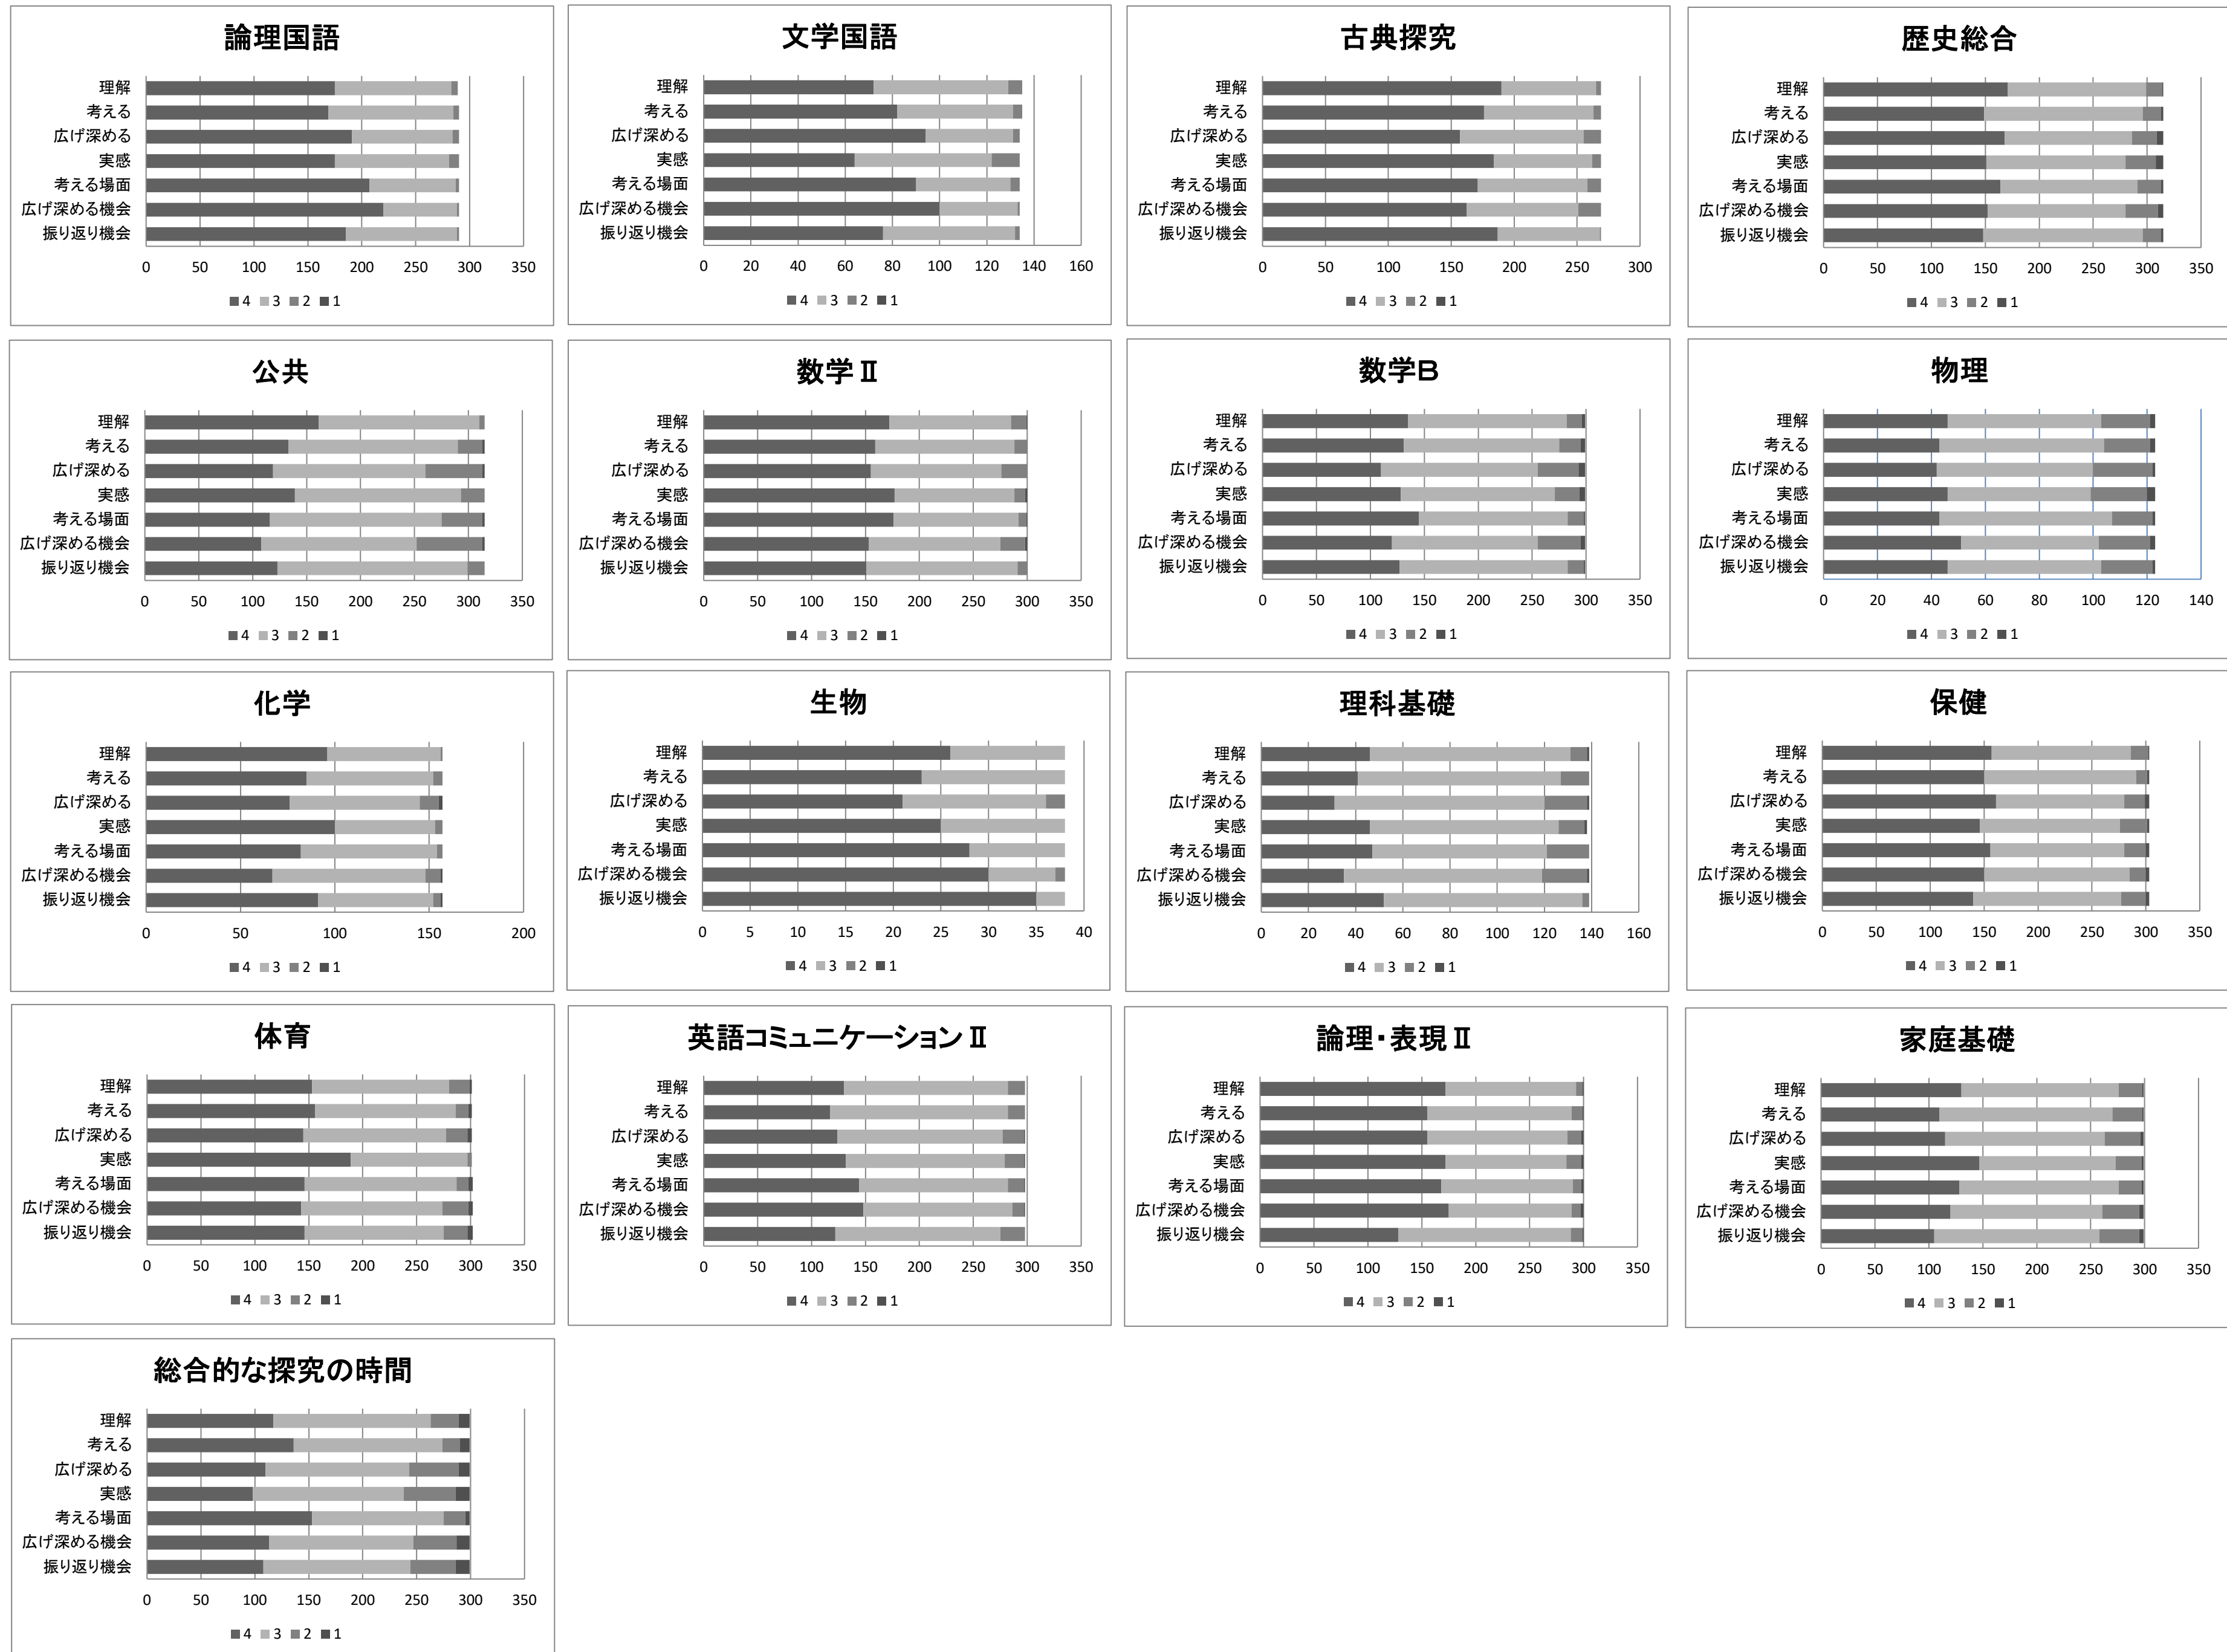 論理国語
理解
考える
広げ深める
実感
考える場面
広げ深める機会
振り返り機会
0 50 100 150 200 250 300 350
4 3 2 1
文学国語
理解
考える
広げ深める
実感
考える場面
広げ深める機会
振り返り機会
0 20 40 60 80 100 120 140 160
4 3 2 1
古典探究
理解
考える
広げ深める
実感
考える場面
広げ深める機会
振り返り機会
0 50 100 150 200 250 300
4 3 2 1
歴史総合
理解
考える
広げ深める
実感
考える場面
広げ深める機会
振り返り機会
0 50 100 150 200 250 300 350
4 3 2 1
公共
理解
考える
広げ深める
実感
考える場面
広げ深める機会
振り返り機会
0 50 100 150 200 250 300 350
4 3 2 1
数学Ⅱ
理解
考える
広げ深める
実感
考える場面
広げ深める機会
振り返り機会
0 50 100 150 200 250 300 350
4 3 2 1
数学B
理解
考える
広げ深める
実感
考える場面
広げ深める機会
振り返り機会
0 50 100 150 200 250 300 350
4 3 2 1
物理
理解
考える
広げ深める
実感
考える場面
広げ深める機会
振り返り機会
0 20 40 60 80 100 120 140
4 3 2 1
化学
理解
考える
広げ深める
実感
考える場面
広げ深める機会
振り返り機会
0 50 100 150 200
4 3 2 1
生物
理解
考える
広げ深める
実感
考える場面
広げ深める機会
振り返り機会
0 5 10 15 20 25 30 35 40
4 3 2 1
理科基礎
理解
考える
広げ深める
実感
考える場面
広げ深める機会
振り返り機会
0 20 40 60 80 100 120 140 160
4 3 2 1
保健
理解
考える
広げ深める
実感
考える場面
広げ深める機会
振り返り機会
0 50 100 150 200 250 300 350
4 3 2 1
体育
理解
考える
広げ深める
実感
考える場面
広げ深める機会
振り返り機会
0 50 100 150 200 250 300 350
4 3 2 1
英語コミュニケーションⅡ
理解
考える
広げ深める
実感
考える場面
広げ深める機会
振り返り機会
0 50 100 150 200 250 300 350
4 3 2 1
論理・表現Ⅱ
理解
考える
広げ深める
実感
考える場面
広げ深める機会
振り返り機会
0 50 100 150 200 250 300 350
4 3 2 1
家庭基礎
理解
考える
広げ深める
実感
考える場面
広げ深める機会
振り返り機会
0 50 100 150 200 250 300 350
4 3 2 1
総合的な探究の時間
理解
考える
広げ深める
実感
考える場面
広げ深める機会
振り返り機会
0 50 100 150 200 250 300 350
4 3 2 1